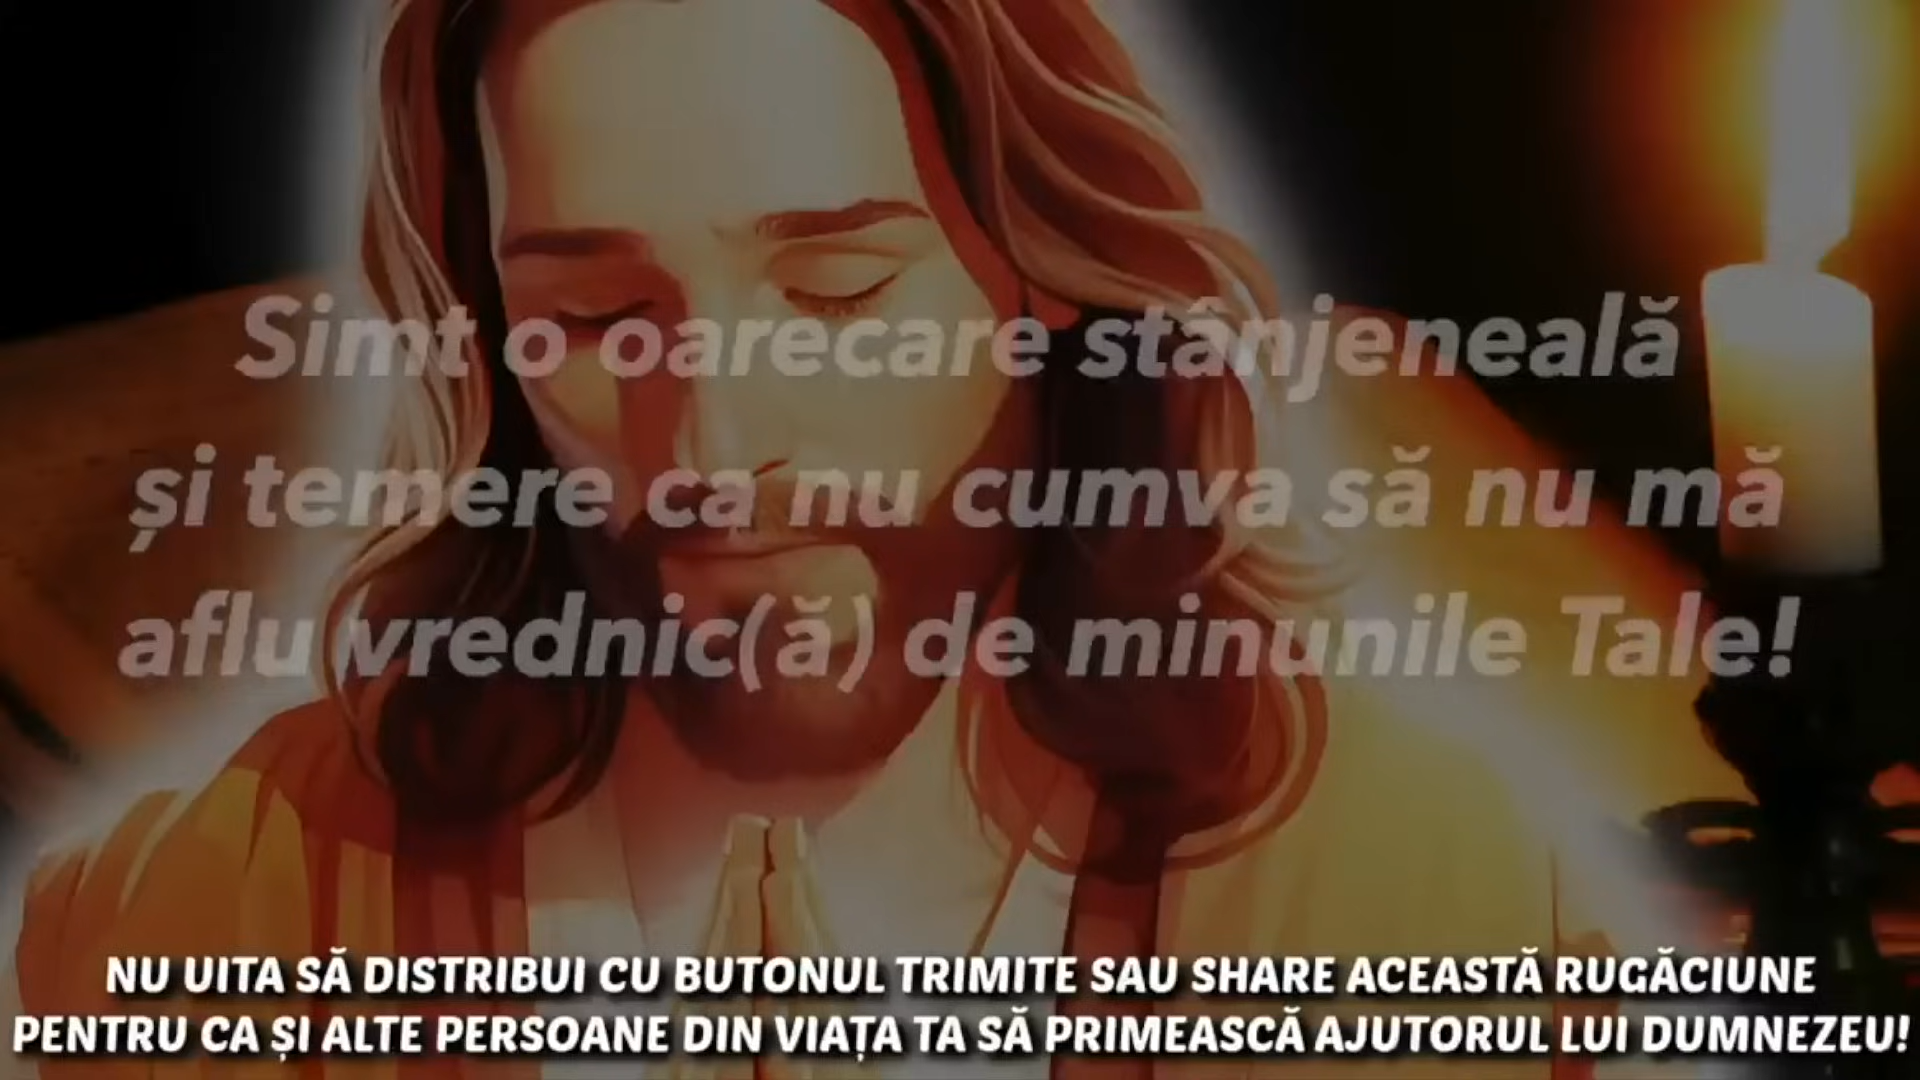 Simt o oarecare stânjeneală
și temere ca nu cumva să nu mă
aflu vrednic(ă) de minunile Tale!
NU UITA SĂ DISTRIBUI CU BUTONUL TRIMITE SAU SHARE ACEASTĂ RUGĂCIUNE
PENTRU CA ȘI ALTE PERSOANE DIN VIAȚA TA SĂ PRIMEASCĂ AJUTORUL LUI DUMNEZEU!